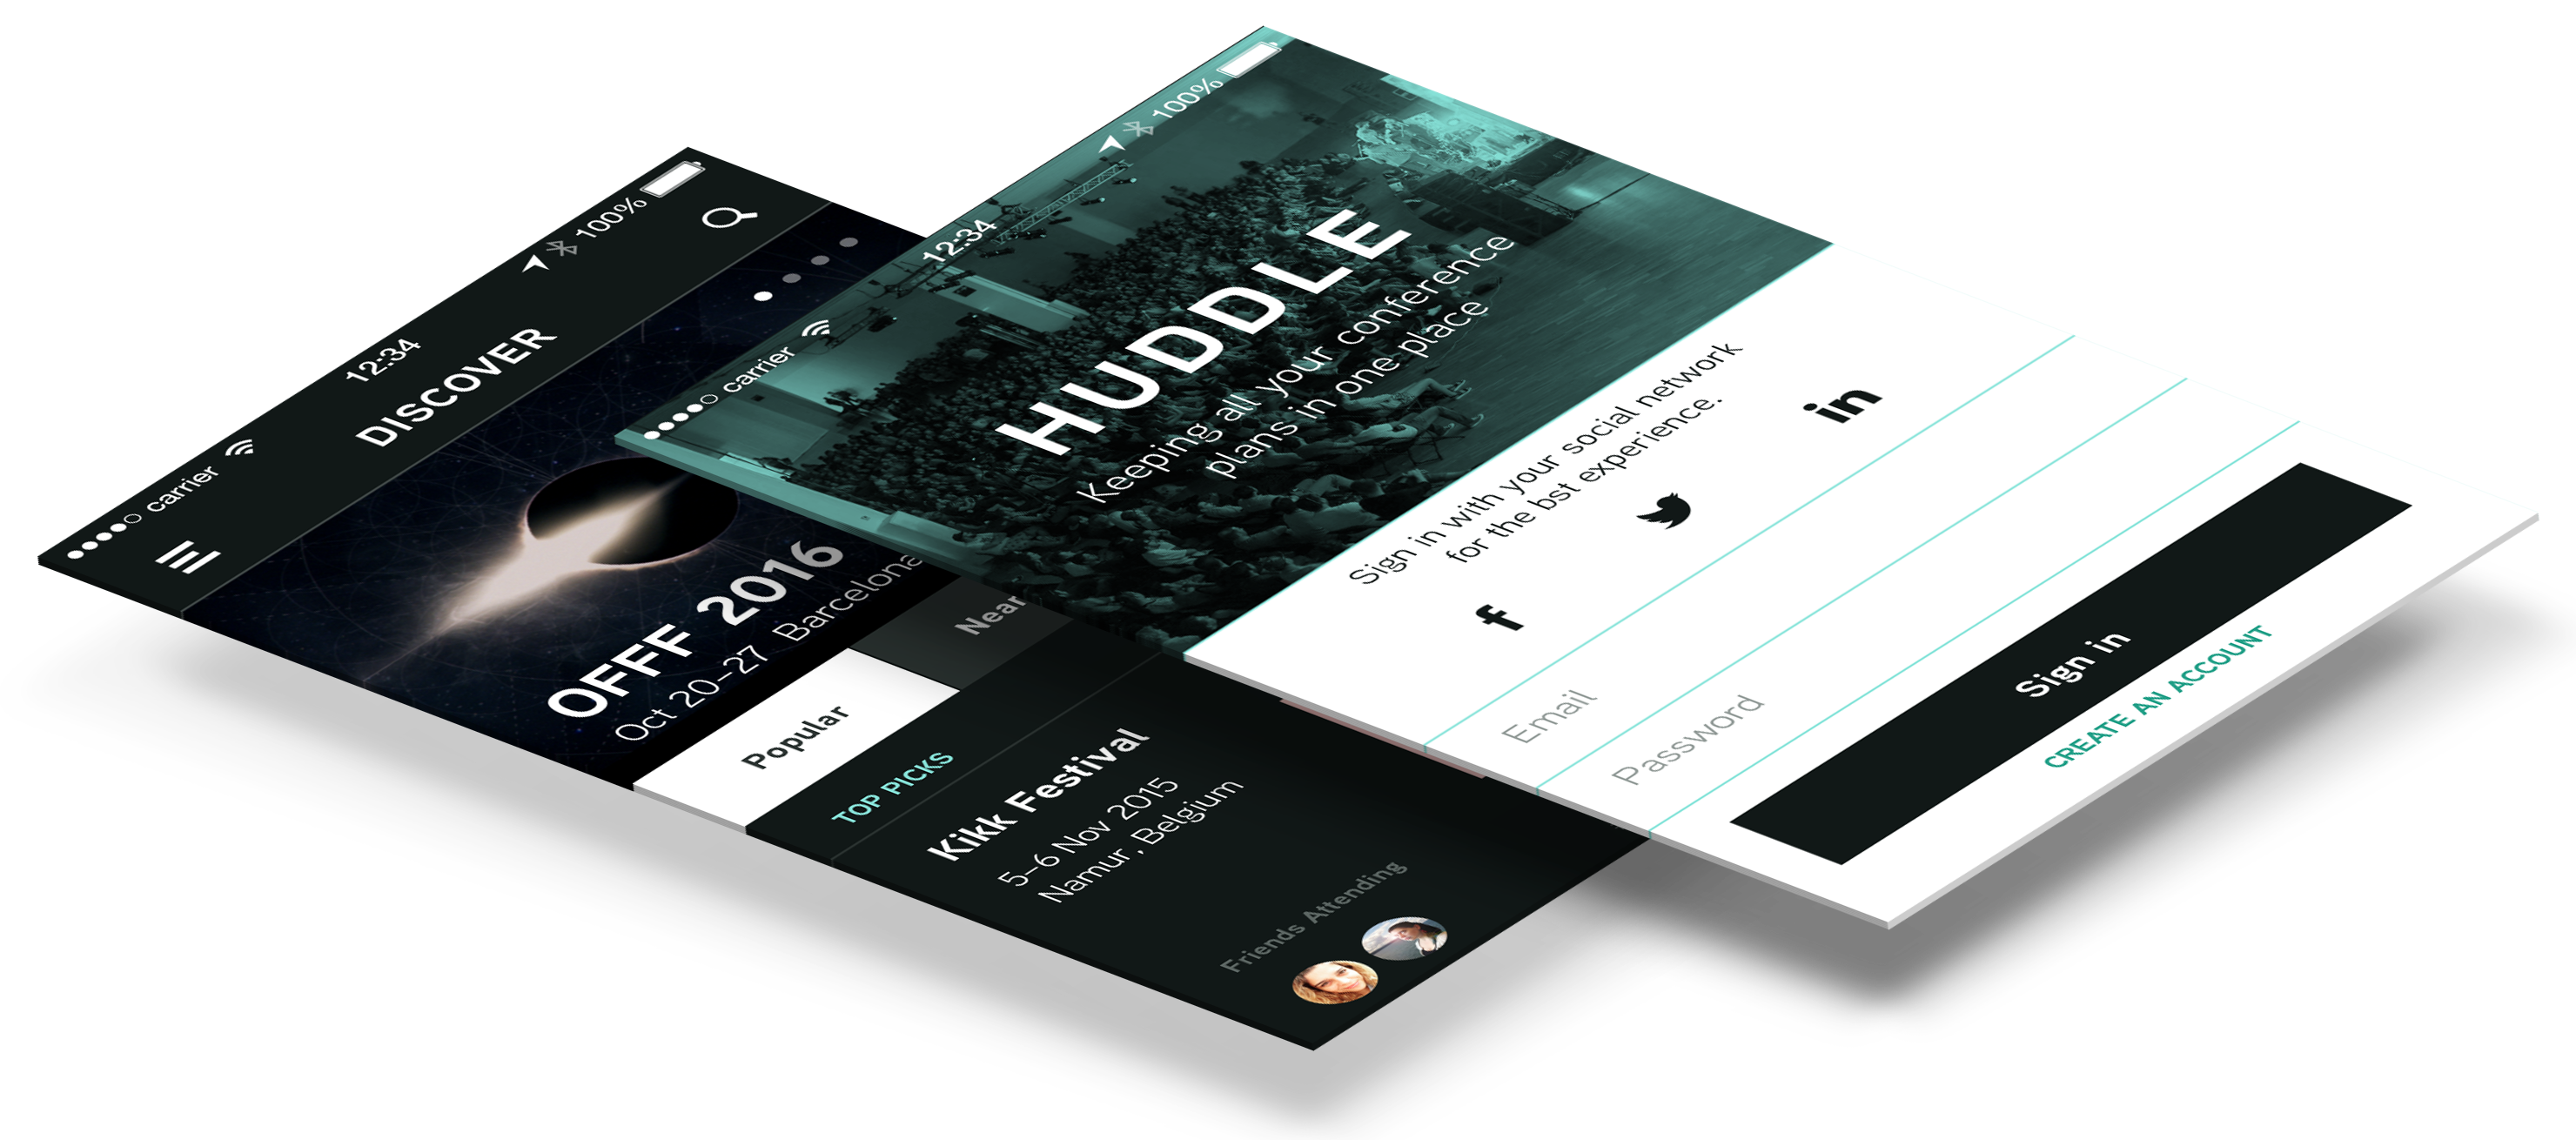 carrier
12:34
100%
DISCOVER
OFFF 2016
Oct 20–27 Barcelona
Popular
Near
TOP PICKS
Kikk Festival
5–6 Nov 2015
Namur, Belgium
Friends Attending
carrier
12:34
100%
HUDDLE
Keeping all your conference
plans in one place
Sign in with your social network
for the bst experience.
f
in
Email
Password
Sign in
CREATE AN ACCOUNT